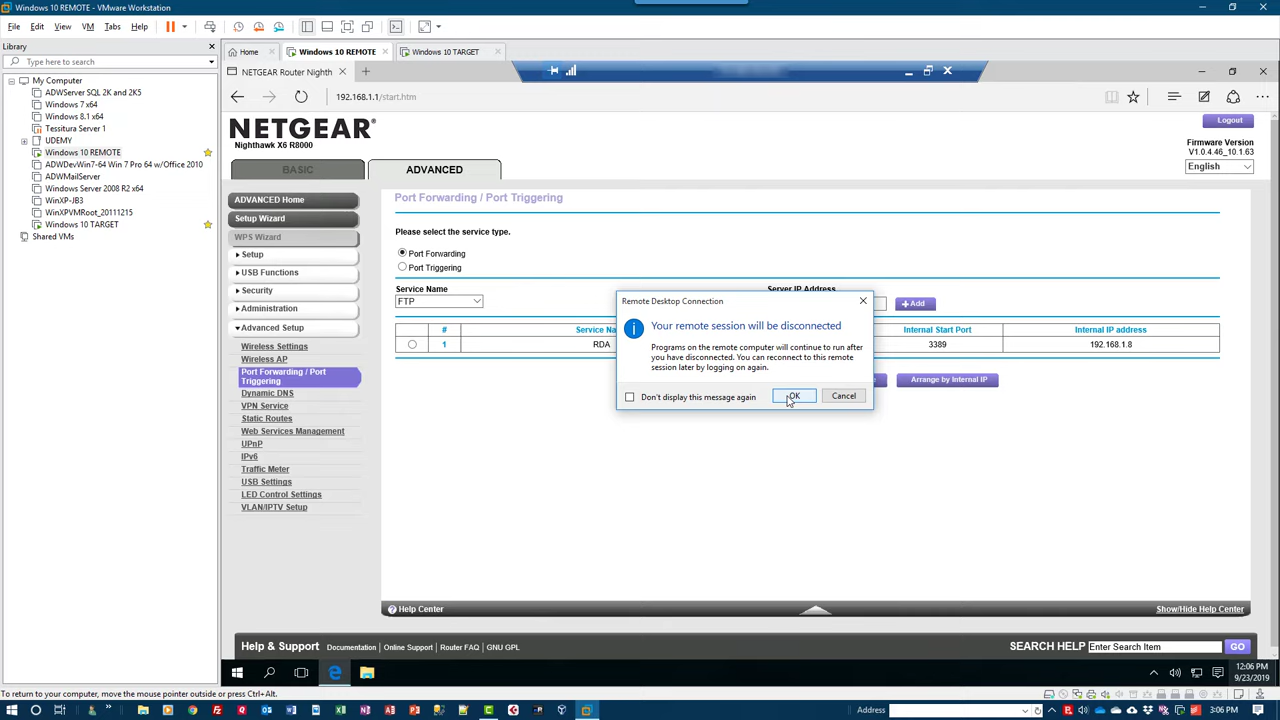 Windows 10 REMOTE - VMware Workstation
File Edit View VM Tabs Help
Library
Type here to search
My Computer
ADWServer SQL 2K and 2K5
Windows 7 x64
Windows 8.1 x64
Tessitura Server 1
UDEMY
Windows 10 REMOTE
ADWDevWin7-64 Win 7 Pro 64 w/Office 2010
ADWMailServer
Windows Server 2008 R2 x64
WinXP-JB3
WinXPVMRoot_20111215
Windows 10 TARGET
Shared VMs
Home
Windows 10 REMOTE
Windows 10 TARGET
NETGEAR Router Nighth
192.168.1.1/start.htm
NETGEAR®
Nighthawk X6 R8000
Logout
Firmware Version
V1.0.4.46_10.1.63
English
BASIC
ADVANCED
ADVANCED Home
Setup Wizard
WPS Wizard
Setup
USB Functions
Security
Administration
Advanced Setup
Wireless Settings
Wireless AP
Port Forwarding / Port
Triggering
Dynamic DNS
VPN Service
Static Routes
Web Services Management
UPnP
IPv6
Traffic Meter
USB Settings
LED Control Settings
VLAN/IPTV Setup
Port Forwarding / Port Triggering
Please select the service type.
Port Forwarding
Port Triggering
Service Name
Server IP Address
FTP
Add
# Service Na Internal Start Port Internal IP address
1 RDA 3389 192.168.1.8
Arrange by Internal IP
Remote Desktop Connection
Your remote session will be disconnected
Programs on the remote computer will continue to run after
you have disconnected. You can reconnect to this remote
session later by logging on again.
Don't display this message again
OK
Cancel
Help Center
Show/Hide Help Center
Help & Support Documentation | Online Support | Router FAQ | GNU GPL
SEARCH HELP Enter Search Item GO
12:06 PM
9/23/2019
To return to your computer, move the mouse pointer outside or press Ctrl+Alt.
Address
3:06 PM